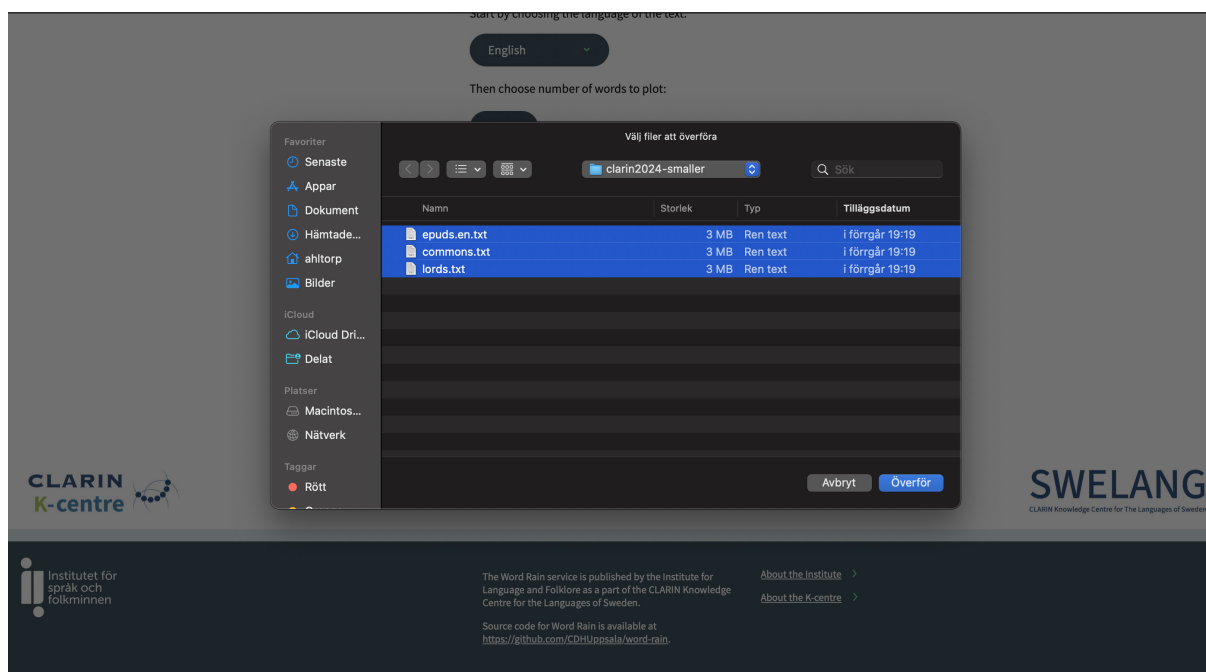 Start by choosing the language of the text:
English
Then choose number of words to plot:
Välj filer att överföra
Favoriter
Senaste
Appar
Dokument
Hämtade...
ahltorp
Bilder
iCloud
iCloud Dri...
Delat
Platser
Macintos...
Nätverk
Taggar
Rött
clarin2024-smaller
Sök
Namn Storlek Typ Tilläggsdatum
epuds.en.txt 3 MB Ren text i förrgår 19:19
commons.txt 3 MB Ren text i förrgår 19:19
lords.txt 3 MB Ren text i förrgår 19:19
Avbryt Överför
CLARIN
K-centre
SWELANG
CLARIN Knowledge Centre for The Languages of Sweden
Institutet för
språk och
folkminnen
The Word Rain service is published by the Institute for
Language and Folklore as a part of the CLARIN Knowledge
Centre for the Languages of Sweden.
Source code for Word Rain is available at
https://github.com/CDHUppsala/word-rain.
About the Institute
About the K-centre